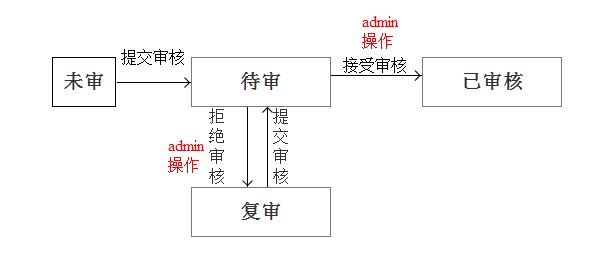 admin
操作
提交审核
接受审核
未审
待审
已审核
admin
操作
拒绝审核
提交审核
复审